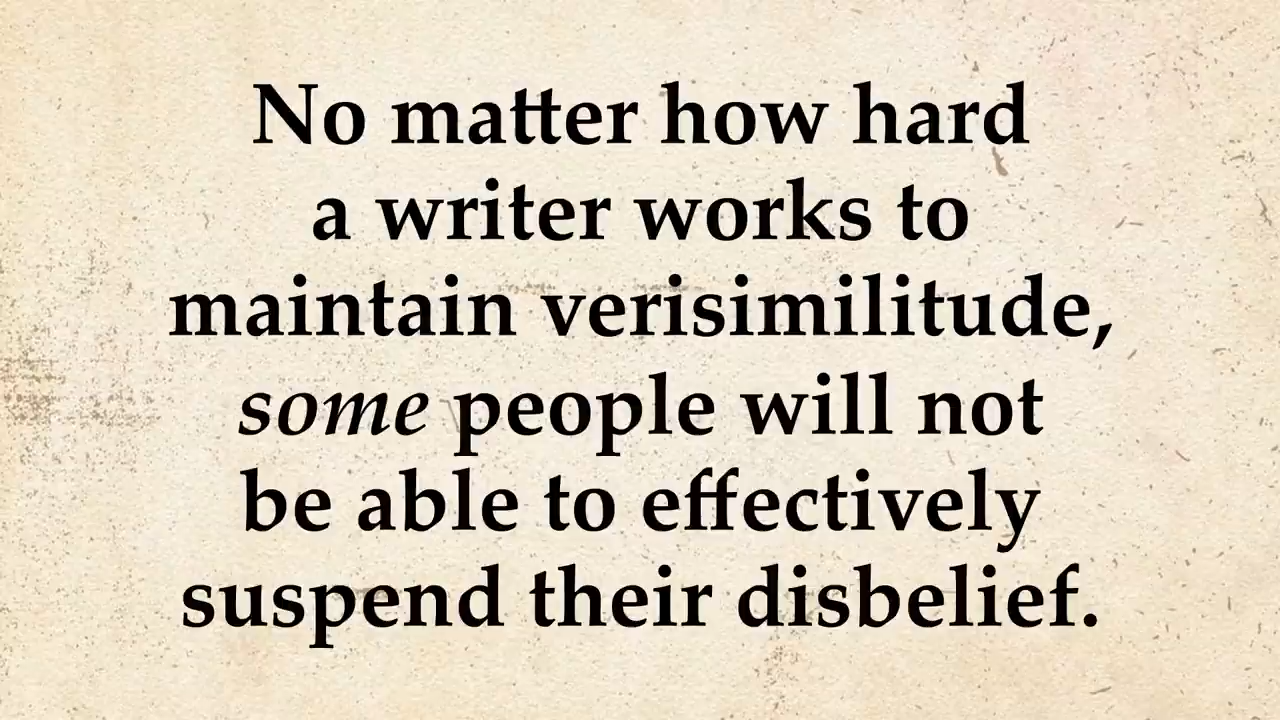 No matter how hard
a writer works to
maintain verisimilitude,
some people will not
be able to effectively
suspend their disbelief.